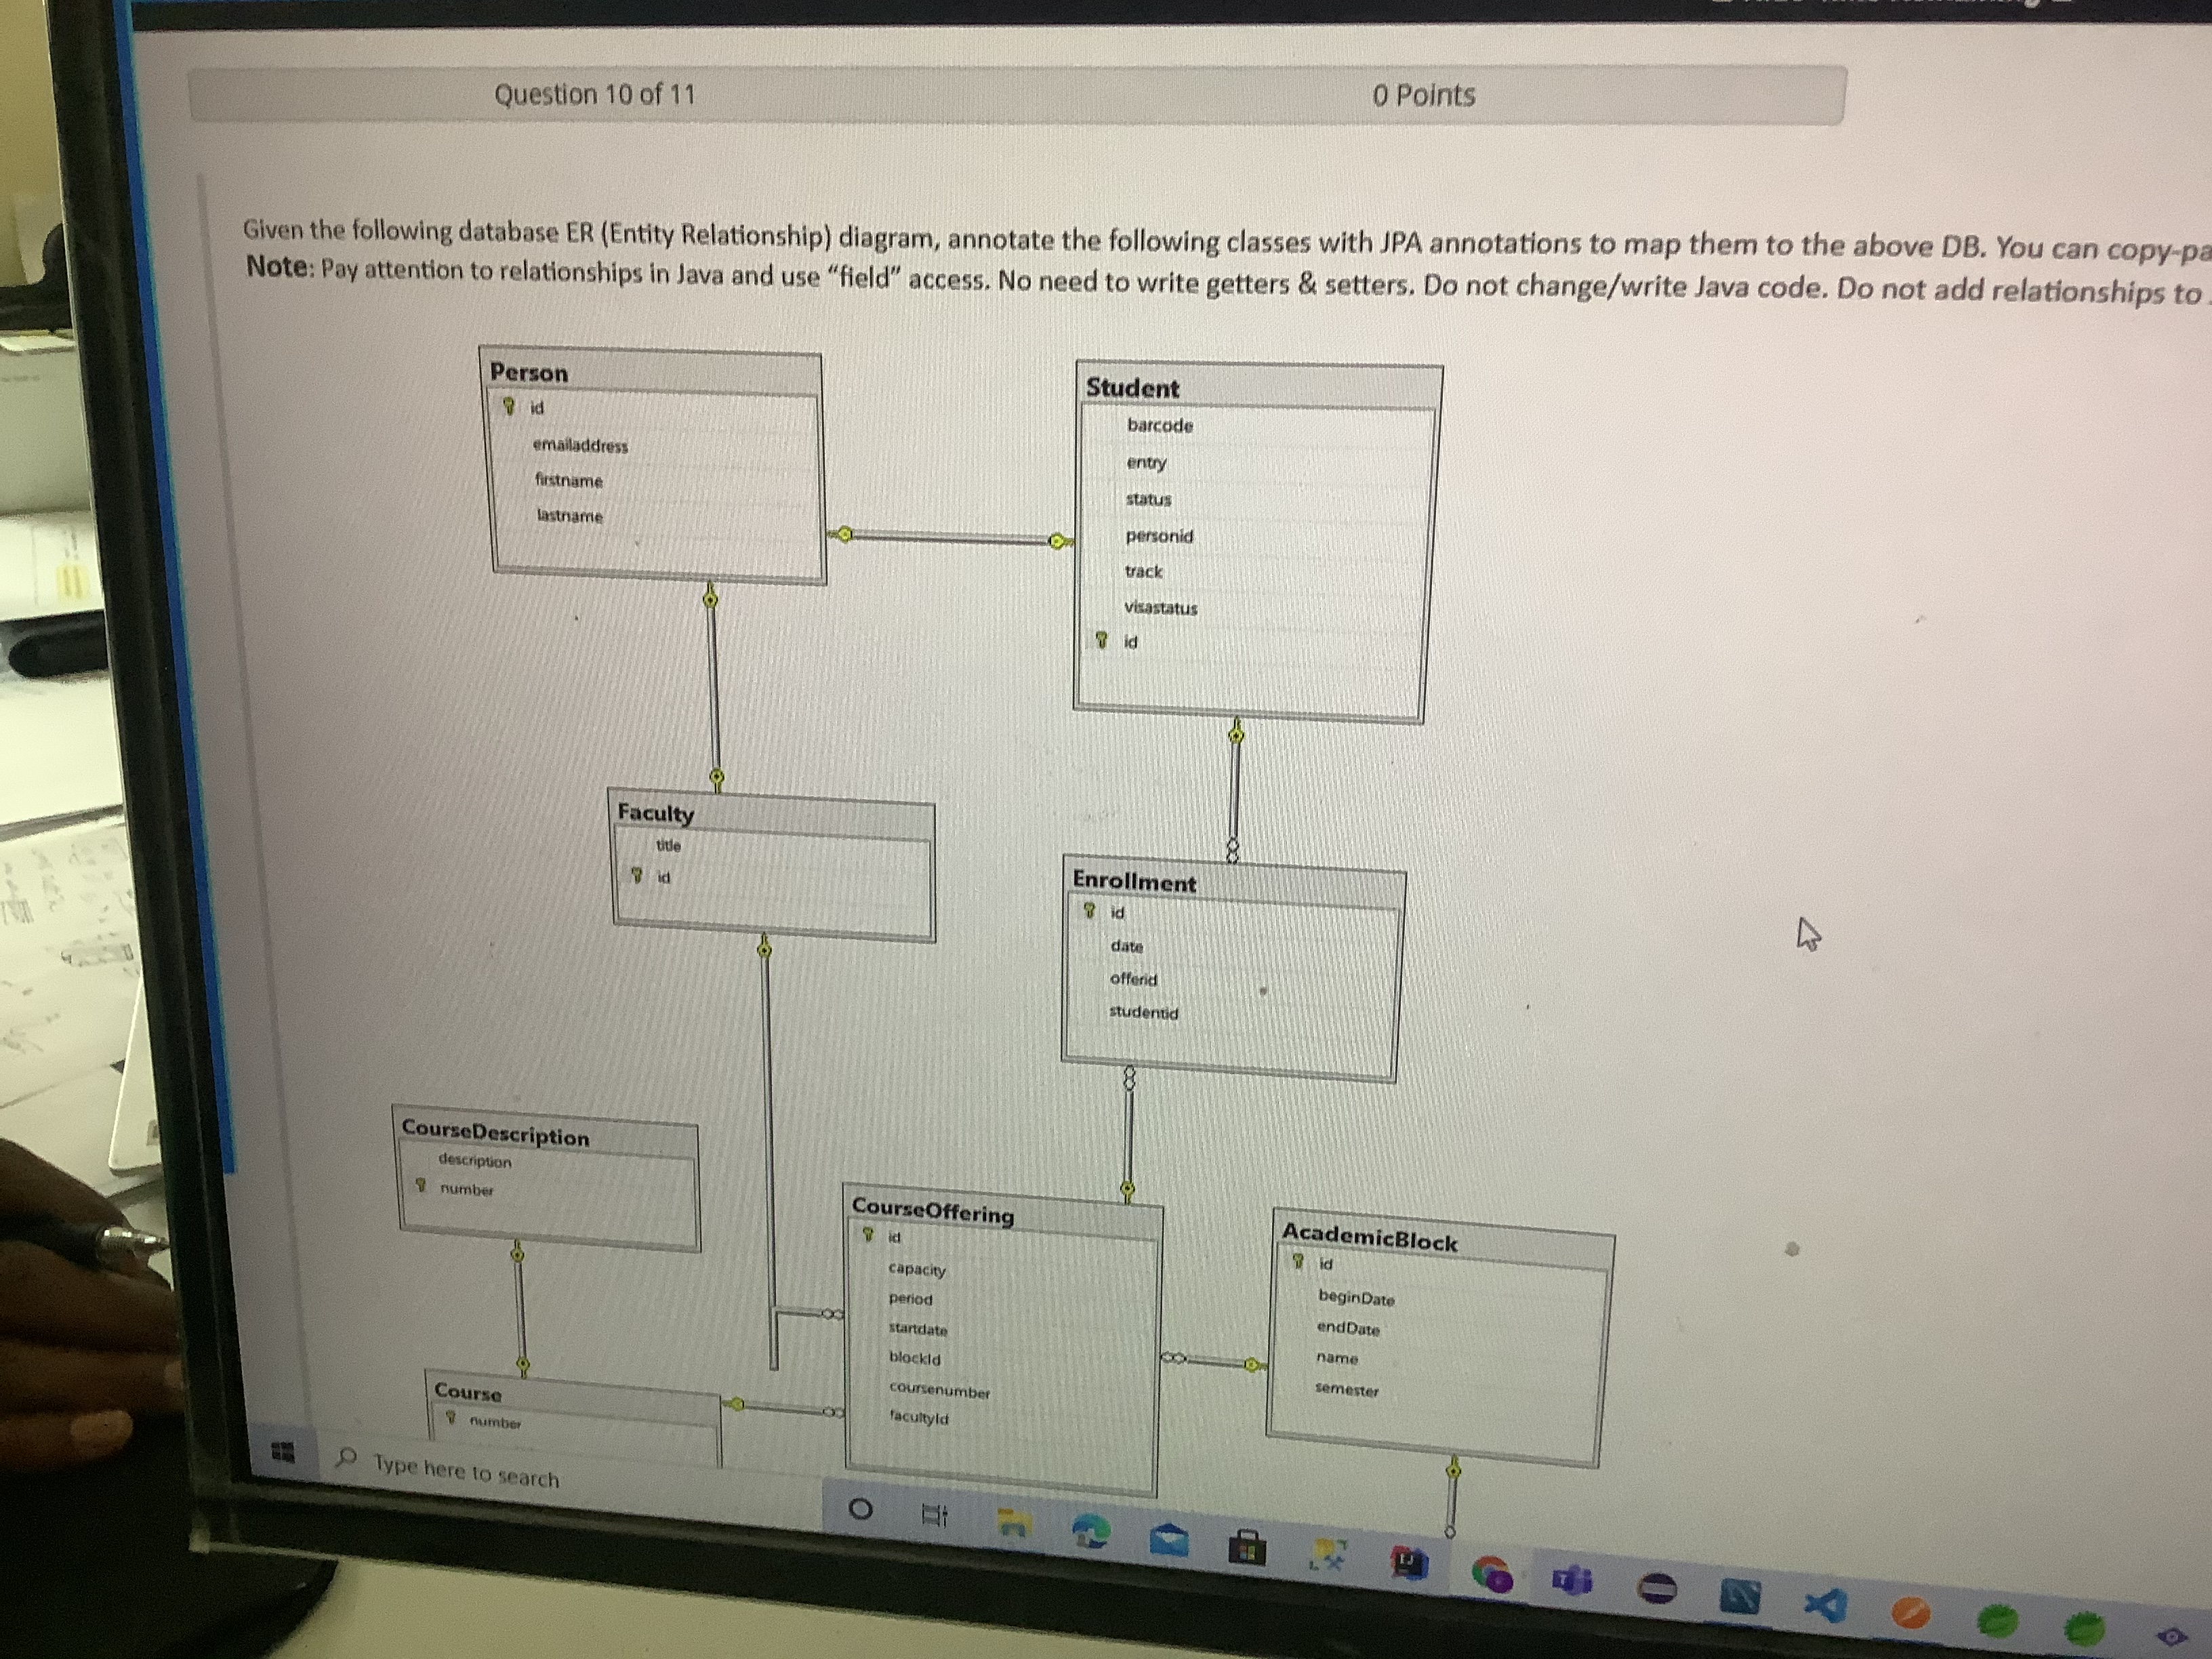 Question 10 of 11
0 Points
Given the following database ER (Entity Relationship) diagram, annotate the following classes with JPA annotations to map them to the above DB. You can copy-pa
Note: Pay attention to relationships in Java and use “field” access. No need to write getters & setters. Do not change/write Java code. Do not add relationships to
Person
id
emailaddress
firstname
lastname
Student
barcode
entry
status
personid
track
visastatus
id
Faculty
title
id
Enrollment
id
date
offerid
studentid
CourseDescription
description
number
CourseOffering
id
capacity
period
startdate
blockId
coursenumber
facultyId
AcademicBlock
id
beginDate
endDate
name
semester
Course
number
Type here to search